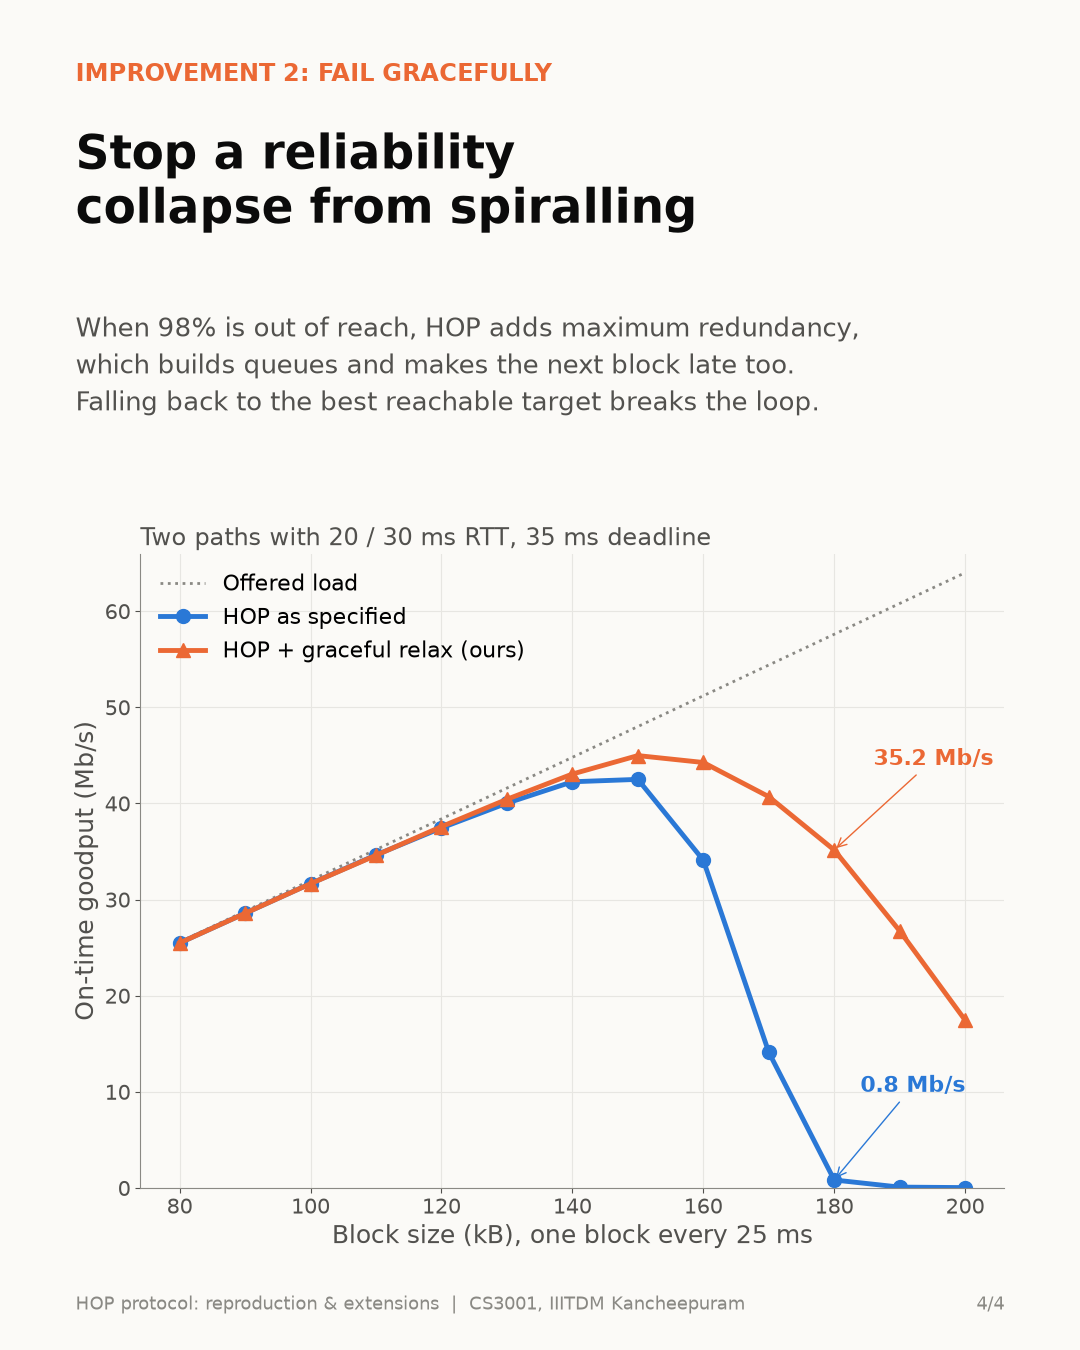 IMPROVEMENT 2: FAIL GRACEFULLY
Stop a reliability
collapse from spiralling
When 98% is out of reach, HOP adds maximum redundancy,
which builds queues and makes the next block late too.
Falling back to the best reachable target breaks the loop.
Two paths with 20 / 30 ms RTT, 35 ms deadline
Offered load
HOP as specified
HOP + graceful relax (ours)
On-time goodput (Mb/s)
60
50
40
30
20
10
0
35.2 Mb/s
0.8 Mb/s
80 100 120 140 160 180 200
Block size (kB), one block every 25 ms
HOP protocol: reproduction & extensions | CS3001, IIITDM Kancheepuram
4/4